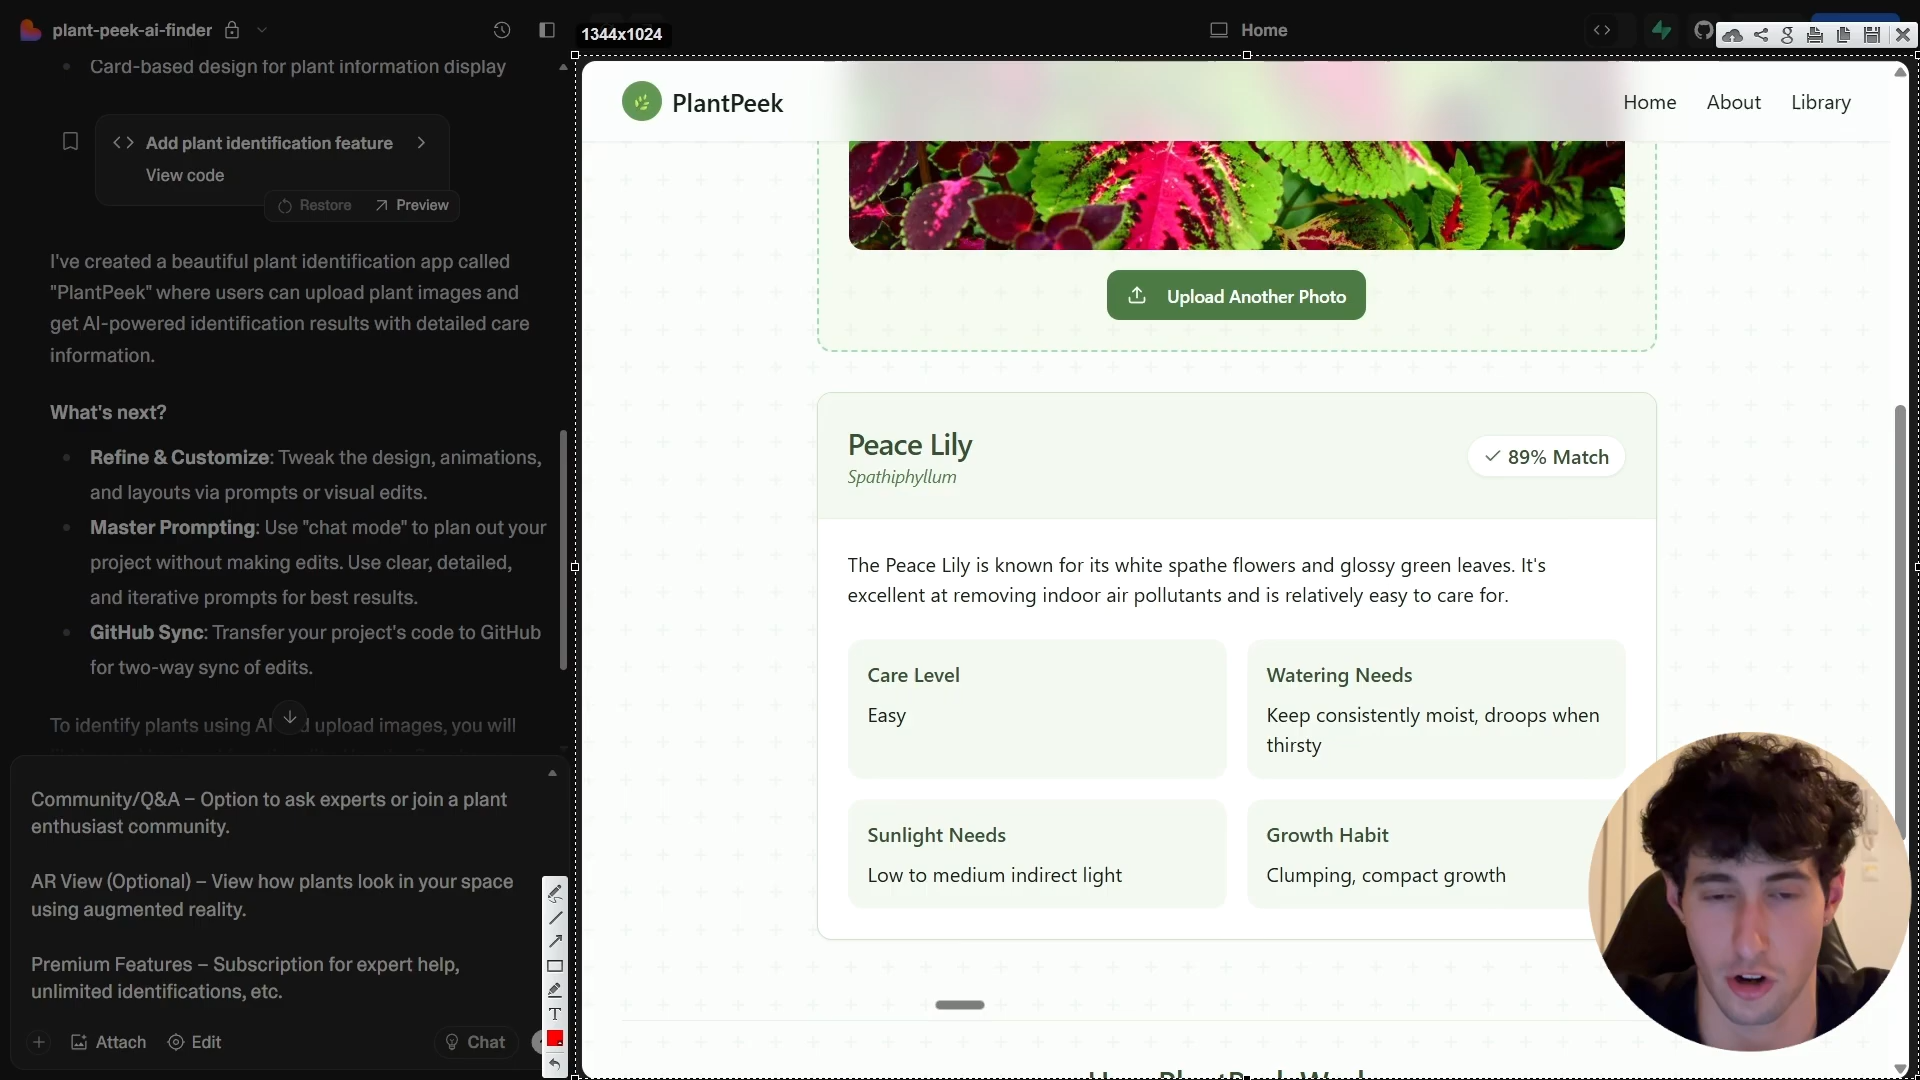 plant-peek-ai-finder
1344x1024
Home
Card-based design for plant information display
Add plant identification feature
View code
Restore
Preview
I've created a beautiful plant identification app called
"PlantPeek" where users can upload plant images and
get AI-powered identification results with detailed care
information.
What's next?
Refine & Customize: Tweak the design, animations,
and layouts via prompts or visual edits.
Master Prompting: Use "chat mode" to plan out your
project without making edits. Use clear, detailed,
and iterative prompts for best results.
GitHub Sync: Transfer your project's code to GitHub
for two-way sync of edits.
To identify plants using AI upload images, you will
Community/Q&A – Option to ask experts or join a plant
enthusiast community.
AR View (Optional) – View how plants look in your space
using augmented reality.
Premium Features – Subscription for expert help,
unlimited identifications, etc.
Attach
Edit
Chat
PlantPeek
Home
About
Library
Upload Another Photo
Peace Lily
Spathiphyllum
89% Match
The Peace Lily is known for its white spathe flowers and glossy green leaves. It's
excellent at removing indoor air pollutants and is relatively easy to care for.
Care Level
Easy
Watering Needs
Keep consistently moist, droops when
thirsty
Sunlight Needs
Low to medium indirect light
Growth Habit
Clumping, compact growth